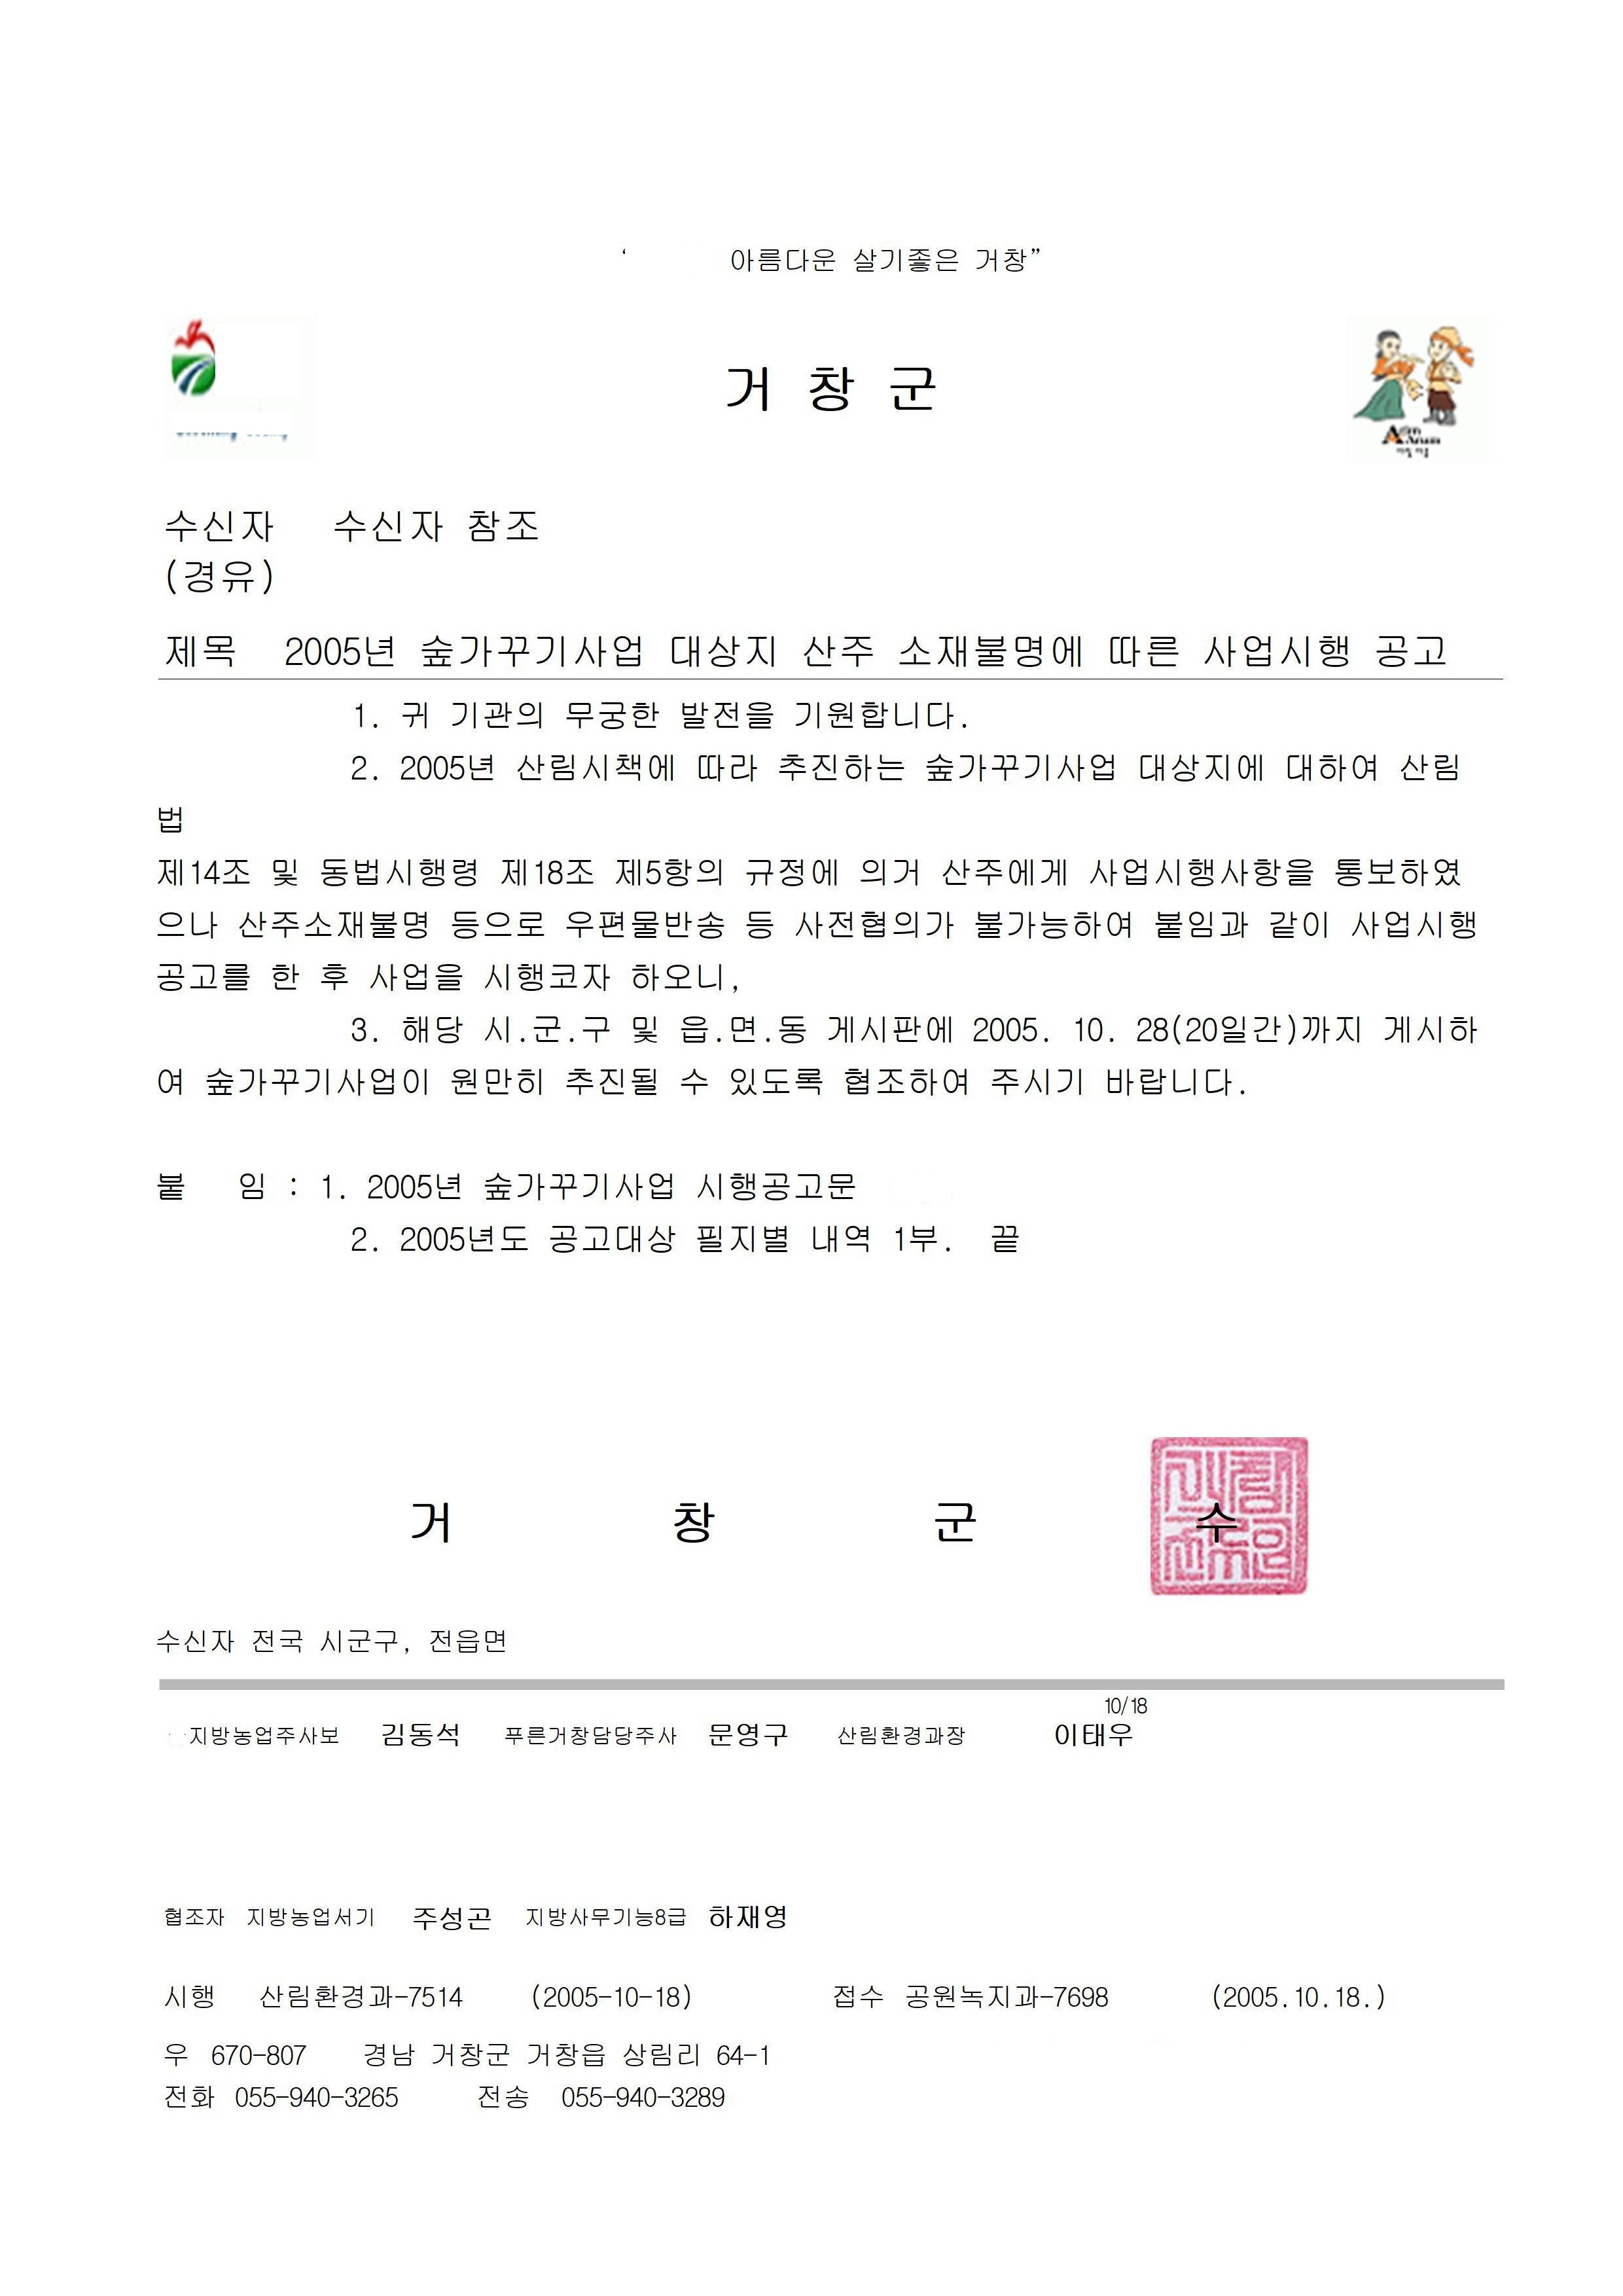 ‘ 아름다운 살기좋은 거창”
거 창 군
수신자 수신자 참조
(경유)
제목 2005년 숲가꾸기사업 대상지 산주 소재불명에 따른 사업시행 공고
1. 귀 기관의 무궁한 발전을 기원합니다.
2. 2005년 산림시책에 따라 추진하는 숲가꾸기사업 대상지에 대하여 산림
법
제14조 및 동법시행령 제18조 제5항의 규정에 의거 산주에게 사업시행사항을 통보하였
으나 산주소재불명 등으로 우편물반송 등 사전협의가 불가능하여 붙임과 같이 사업시행
공고를 한 후 사업을 시행코자 하오니,
3. 해당 시.군.구 및 읍.면.동 게시판에 2005. 10. 28(20일간)까지 게시하
여 숲가꾸기사업이 원만히 추진될 수 있도록 협조하여 주시기 바랍니다.
붙 임 : 1. 2005년 숲가꾸기사업 시행공고문
2. 2005년도 공고대상 필지별 내역 1부. 끝
거 창 군 수
수신자 전국 시군구, 전읍면
10/18
지방농업주사보 김동석 푸른거창담당주사 문영구 산림환경과장 이태우
협조자 지방농업서기 주성곤 지방사무기능8급 하재영
시행 산림환경과-7514 (2005-10-18) 접수 공원녹지과-7698 (2005.10.18.)
우 670-807 경남 거창군 거창읍 상림리 64-1
전화 055-940-3265 전송 055-940-3289